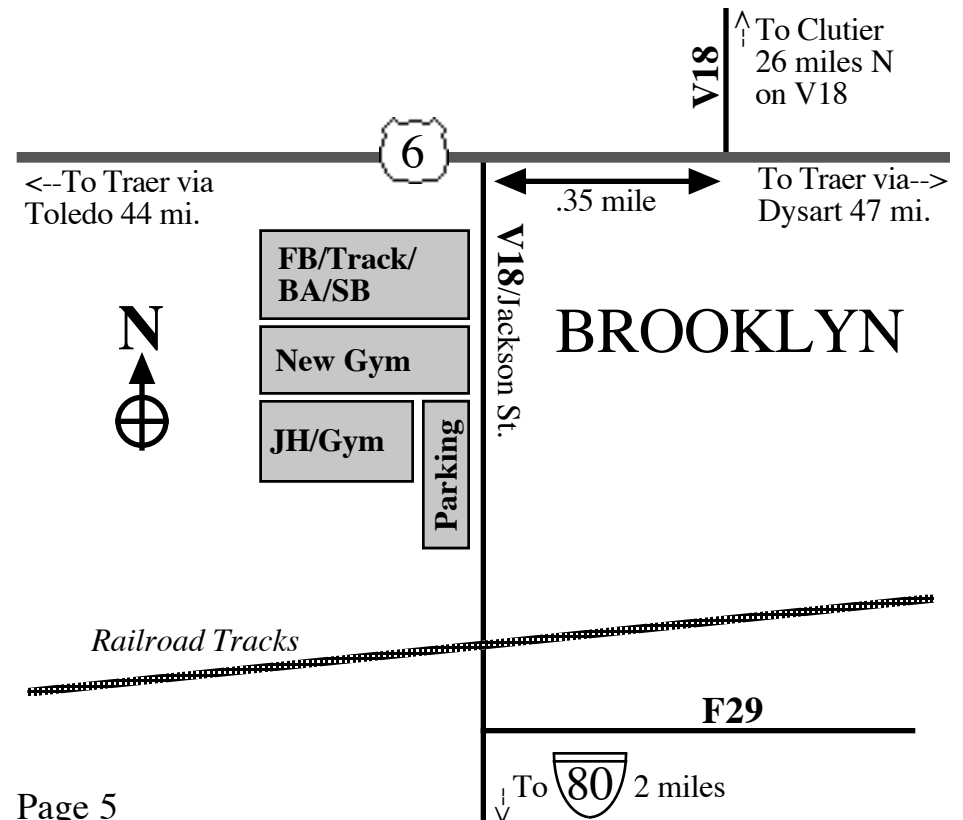 To Clutier
26 miles N
on V18
V18
6
<--To Traer via
Toledo 44 mi.
.35 mile
To Traer via-->
Dysart 47 mi.
FB/Track/
BA/SB
V18/Jackson St.
N
BROOKLYN
New Gym
JH/Gym
Parking
Railroad Tracks
F29
To 80 2 miles
Page 5